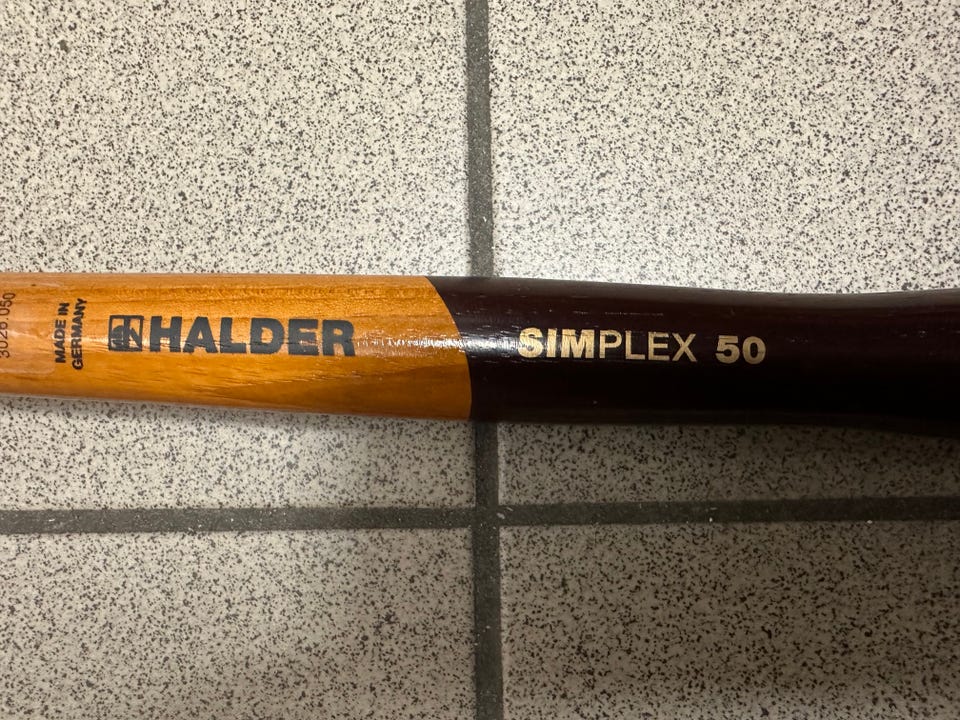 3026.050
MADE IN
GERMANY
HALDER
SIMPLEX 50